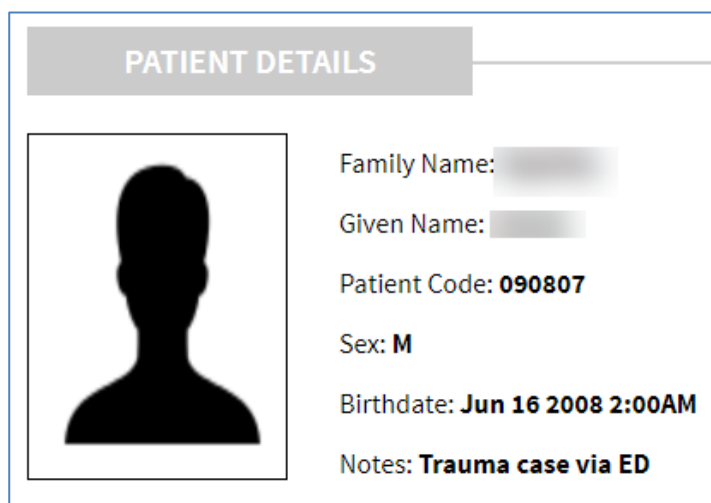 PATIENT DETAILS
Family Name:
Given Name:
Patient Code: 090807
Sex: M
Birthdate: Jun 16 2008 2:00AM
Notes: Trauma case via ED